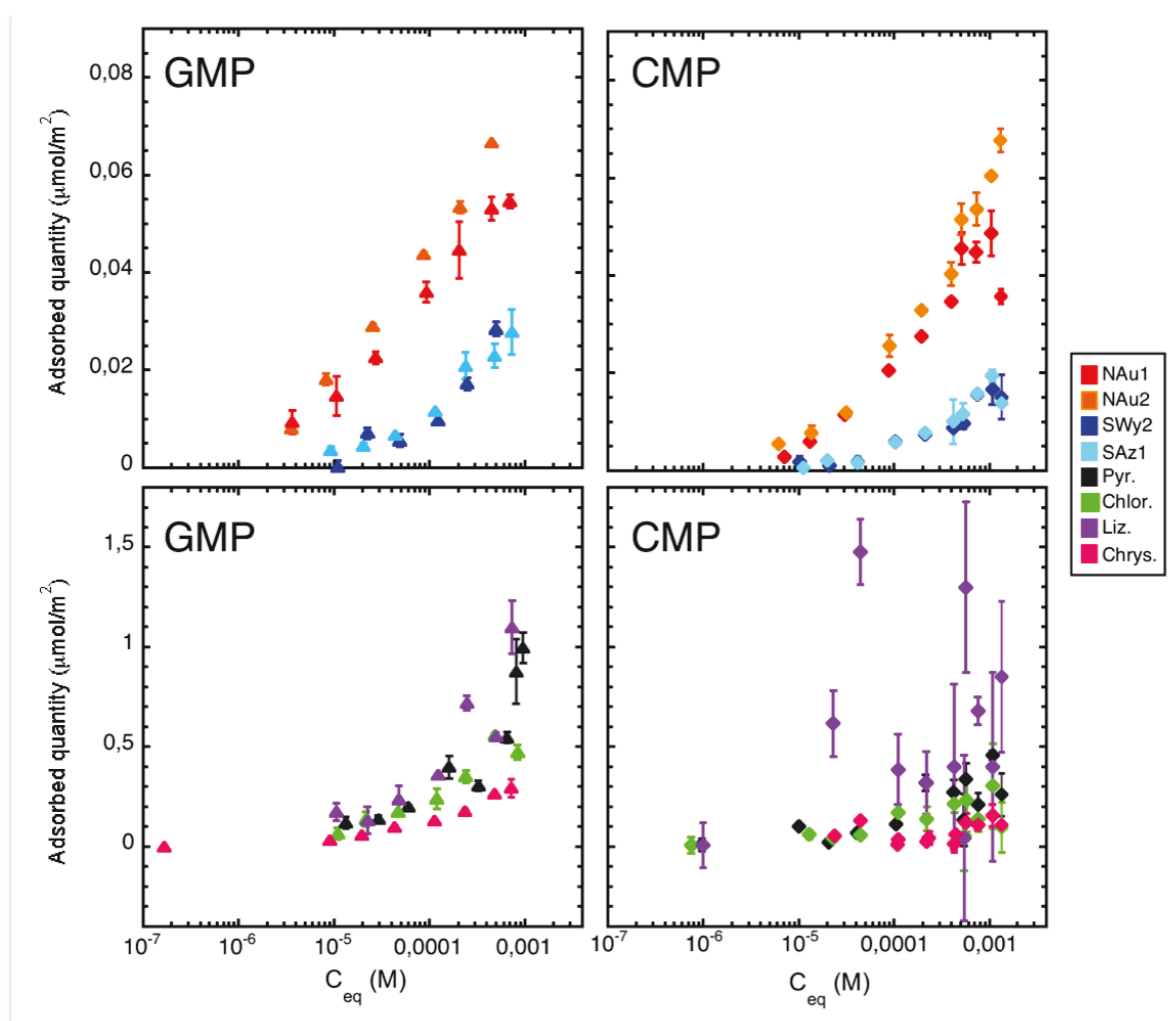 GMP
CMP
Adsorbed quantity (μmol/m²)
0,08
0,06
0,04
0,02
0
NAu1
NAu2
SWy2
SAz1
Pyr.
Chlor.
Liz.
Chrys.
GMP
CMP
Adsorbed quantity (μmol/m²)
1,5
1
0,5
0
10⁻⁷ 10⁻⁶ 10⁻⁵ 0,0001 0,001
10⁻⁷ 10⁻⁶ 10⁻⁵ 0,0001 0,001
C_eq (M)
C_eq (M)